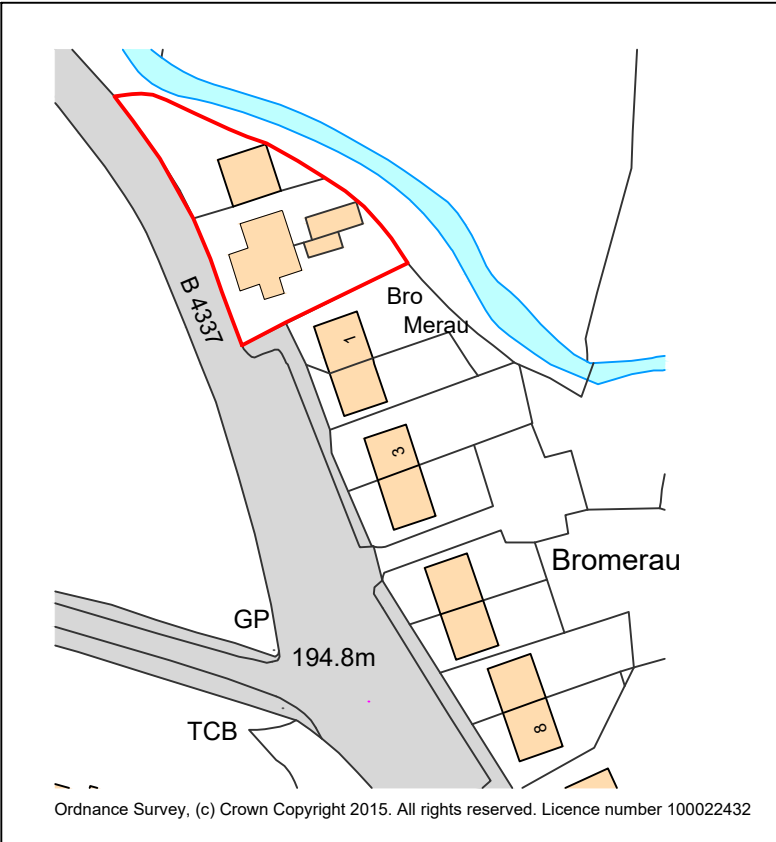 B 4337
Bro
Merau
1
3
Bromerau
GP
194.8m
TCB
8
Ordnance Survey, (c) Crown Copyright 2015. All rights reserved. Licence number 100022432